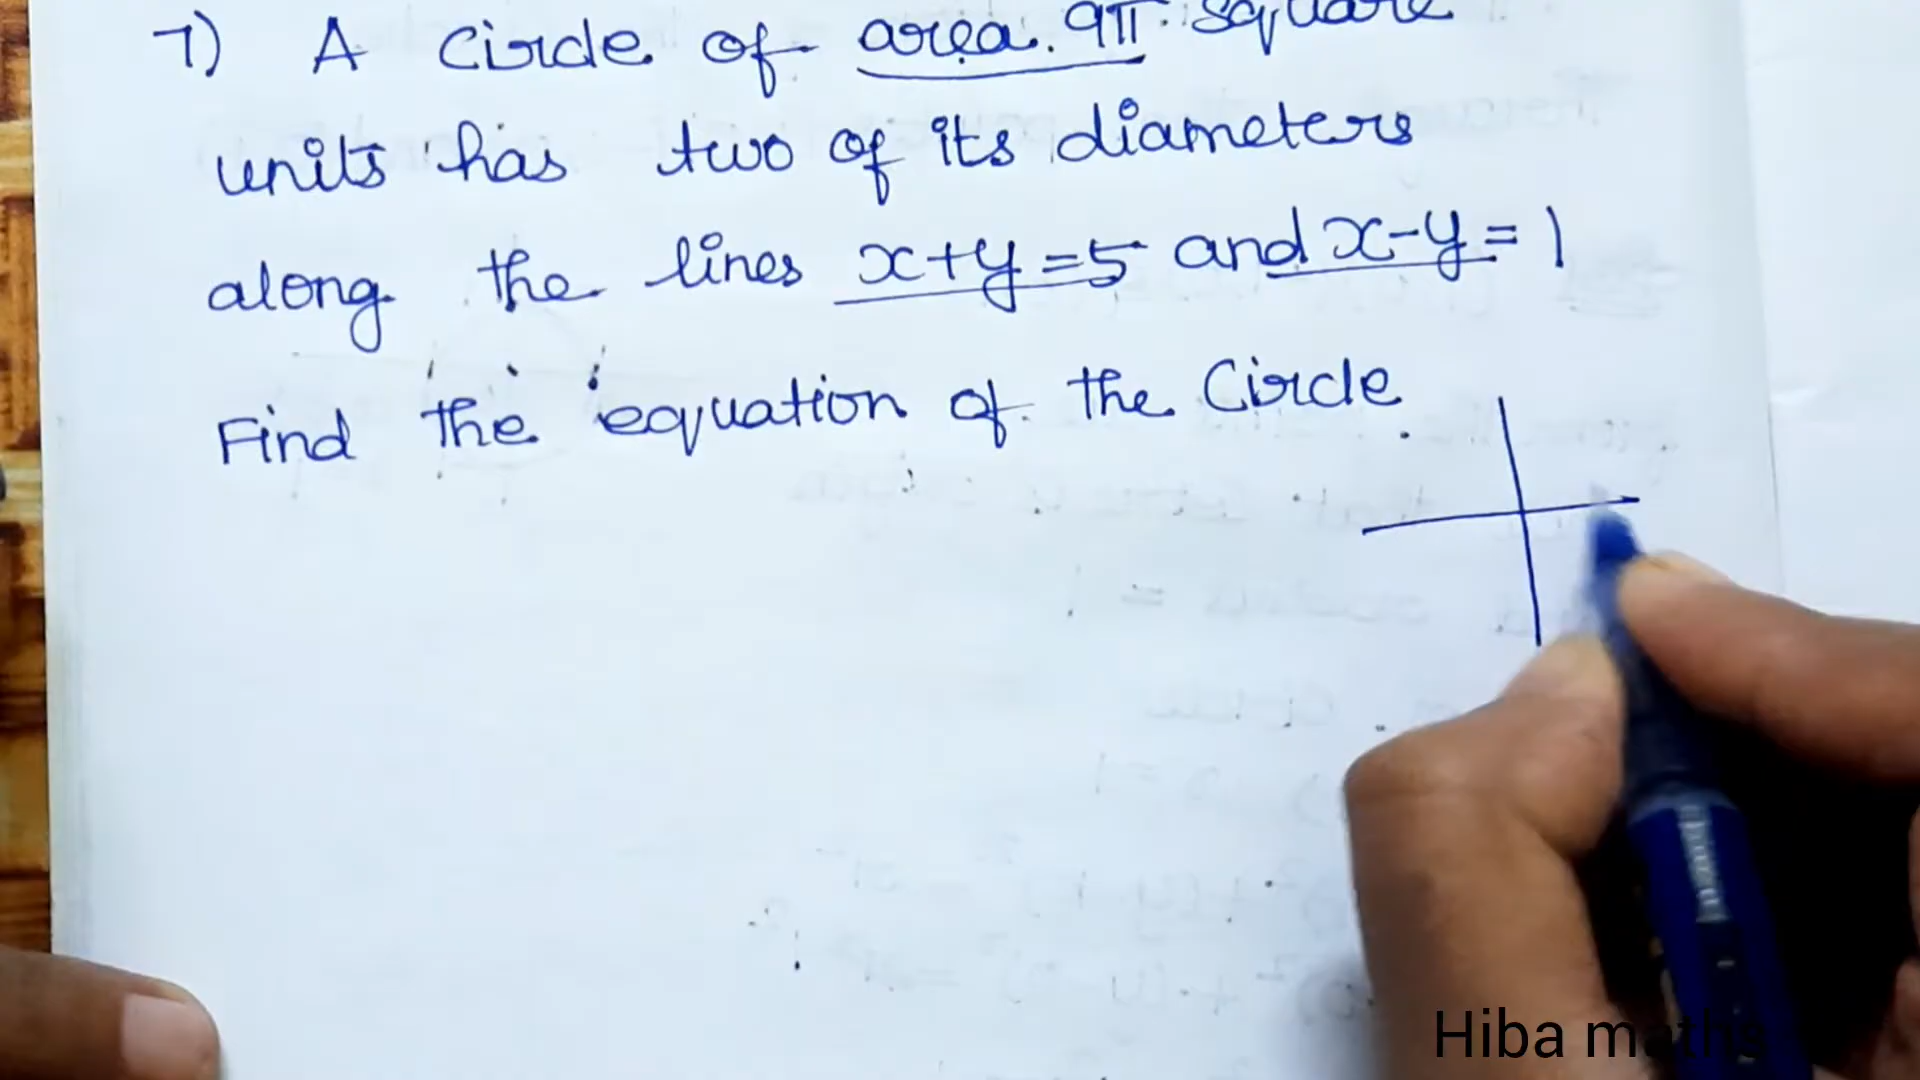 7) A Circle of area 9π square
units has two of its diameters
along the lines x+y=5 and x-y=1
Find the equation of the Circle.
Hiba maths